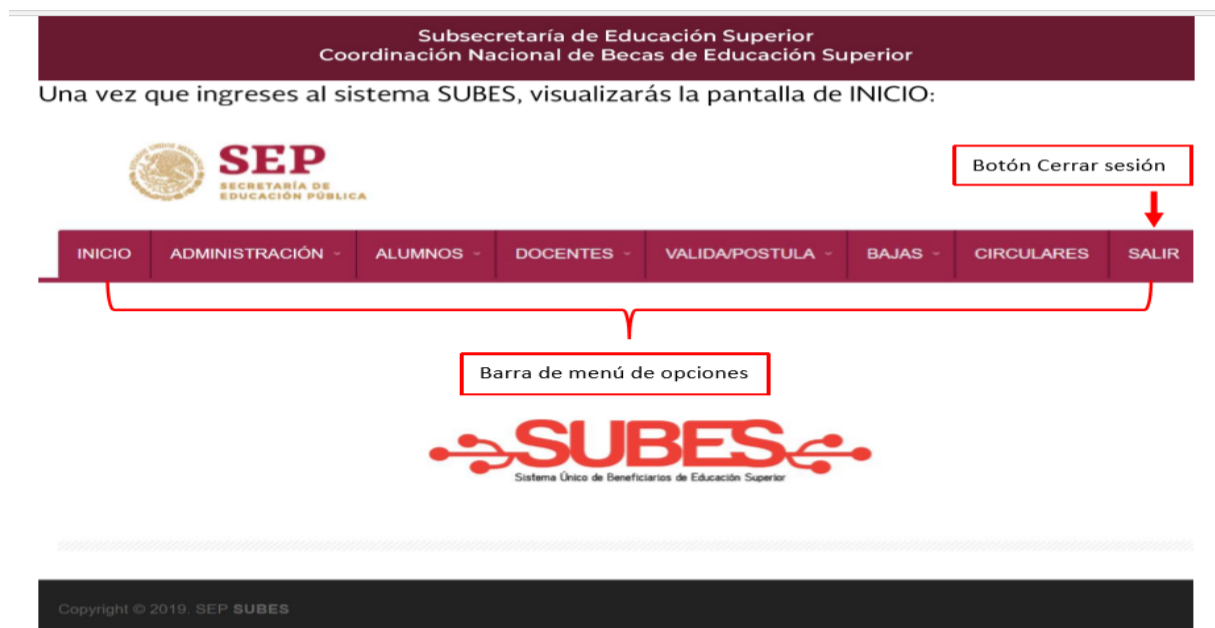 Subsecretaría de Educación Superior
Coordinación Nacional de Becas de Educación Superior
Una vez que ingreses al sistema SUBES, visualizarás la pantalla de INICIO:
SEP
SECRETARÍA DE
EDUCACIÓN PÚBLICA
Botón Cerrar sesión
INICIO ADMINISTRACIÓN ALUMNOS DOCENTES VALIDA/POSTULA BAJAS CIRCULARES SALIR
Barra de menú de opciones
SUBES
Sistema Único de Beneficiarios de Educación Superior
Copyright © 2019. SEP SUBES